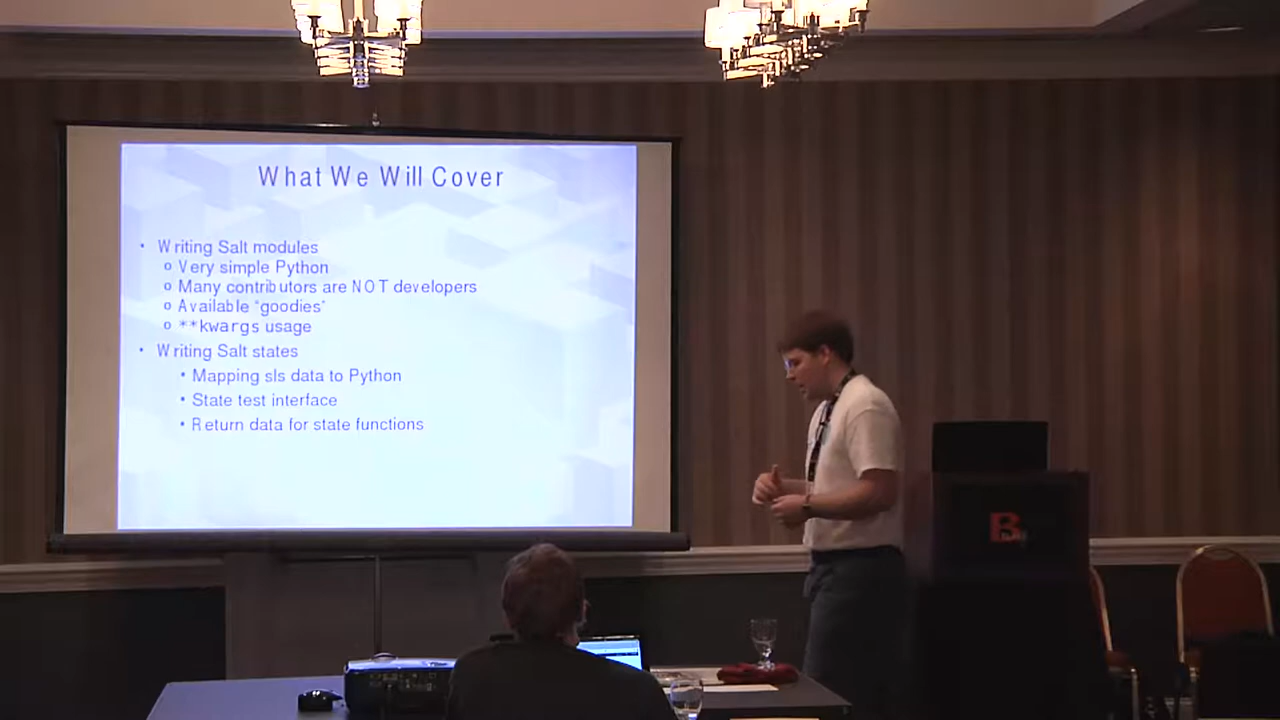 What We Will Cover
• Writing Salt modules
o Very simple Python
o Many contributors are NOT developers
o Available "goodies"
o **kwargs usage
• Writing Salt states
• Mapping sls data to Python
• State test interface
• Return data for state functions
B